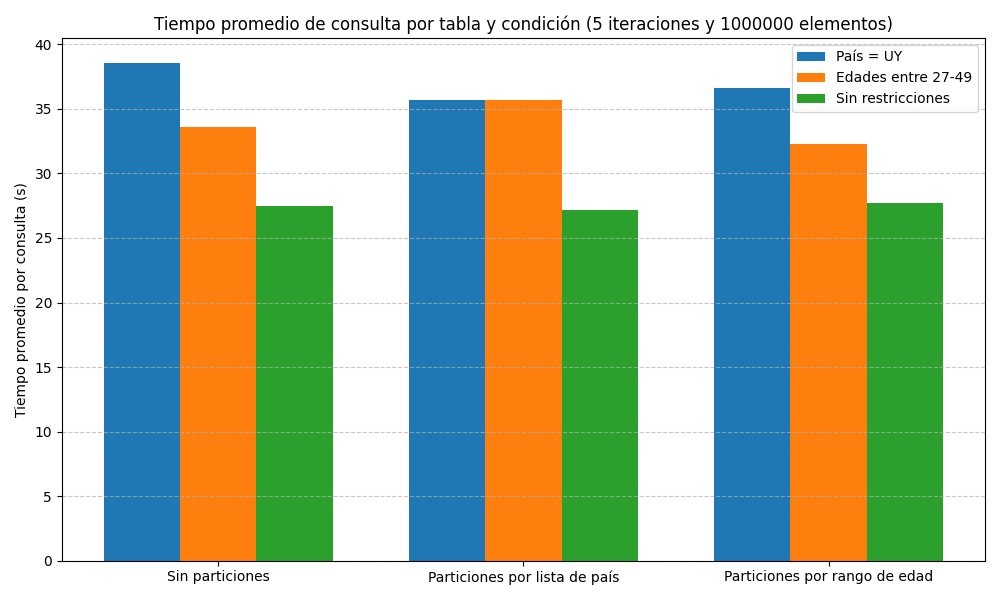 Tiempo promedio de consulta por tabla y condición (5 iteraciones y 1000000 elementos)
País = UY
Edades entre 27-49
Sin restricciones
Tiempo promedio por consulta (s)
40
35
30
25
20
15
10
5
0
Sin particiones
Particiones por lista de país
Particiones por rango de edad